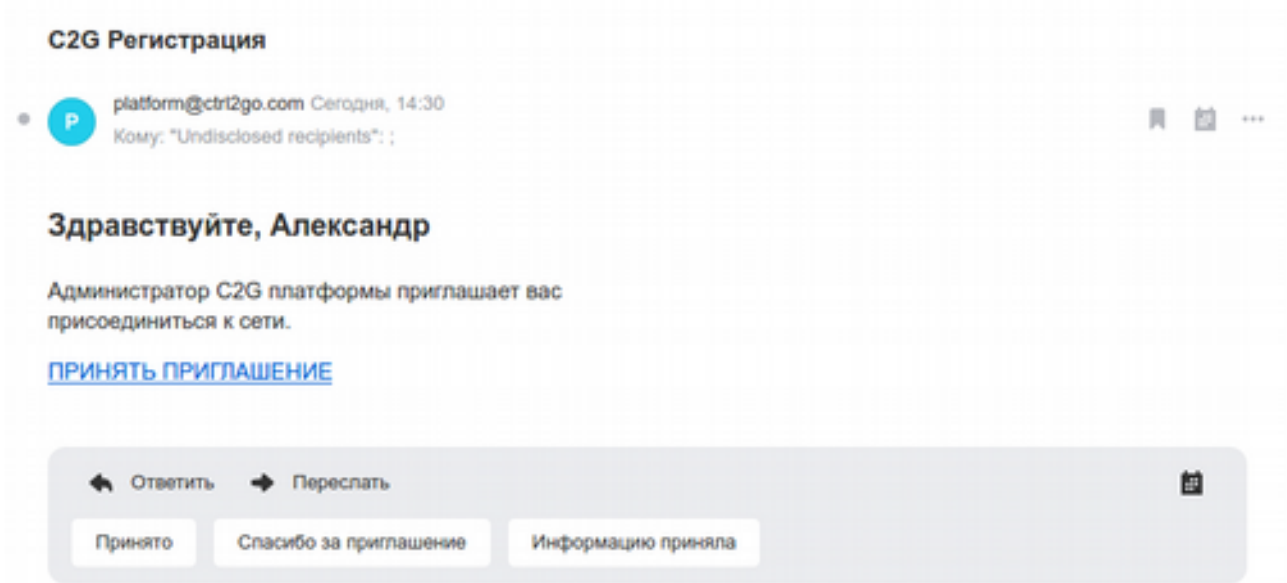 C2G Регистрация
platform@ctrl2go.com Сегодня, 14:30
Кому: "Undisclosed recipients": ;
Здравствуйте, Александр
Администратор C2G платформы приглашает вас
присоединиться к сети.
ПРИНЯТЬ ПРИГЛАШЕНИЕ
Ответить Переслать
Принято Спасибо за приглашение Информацию приняла